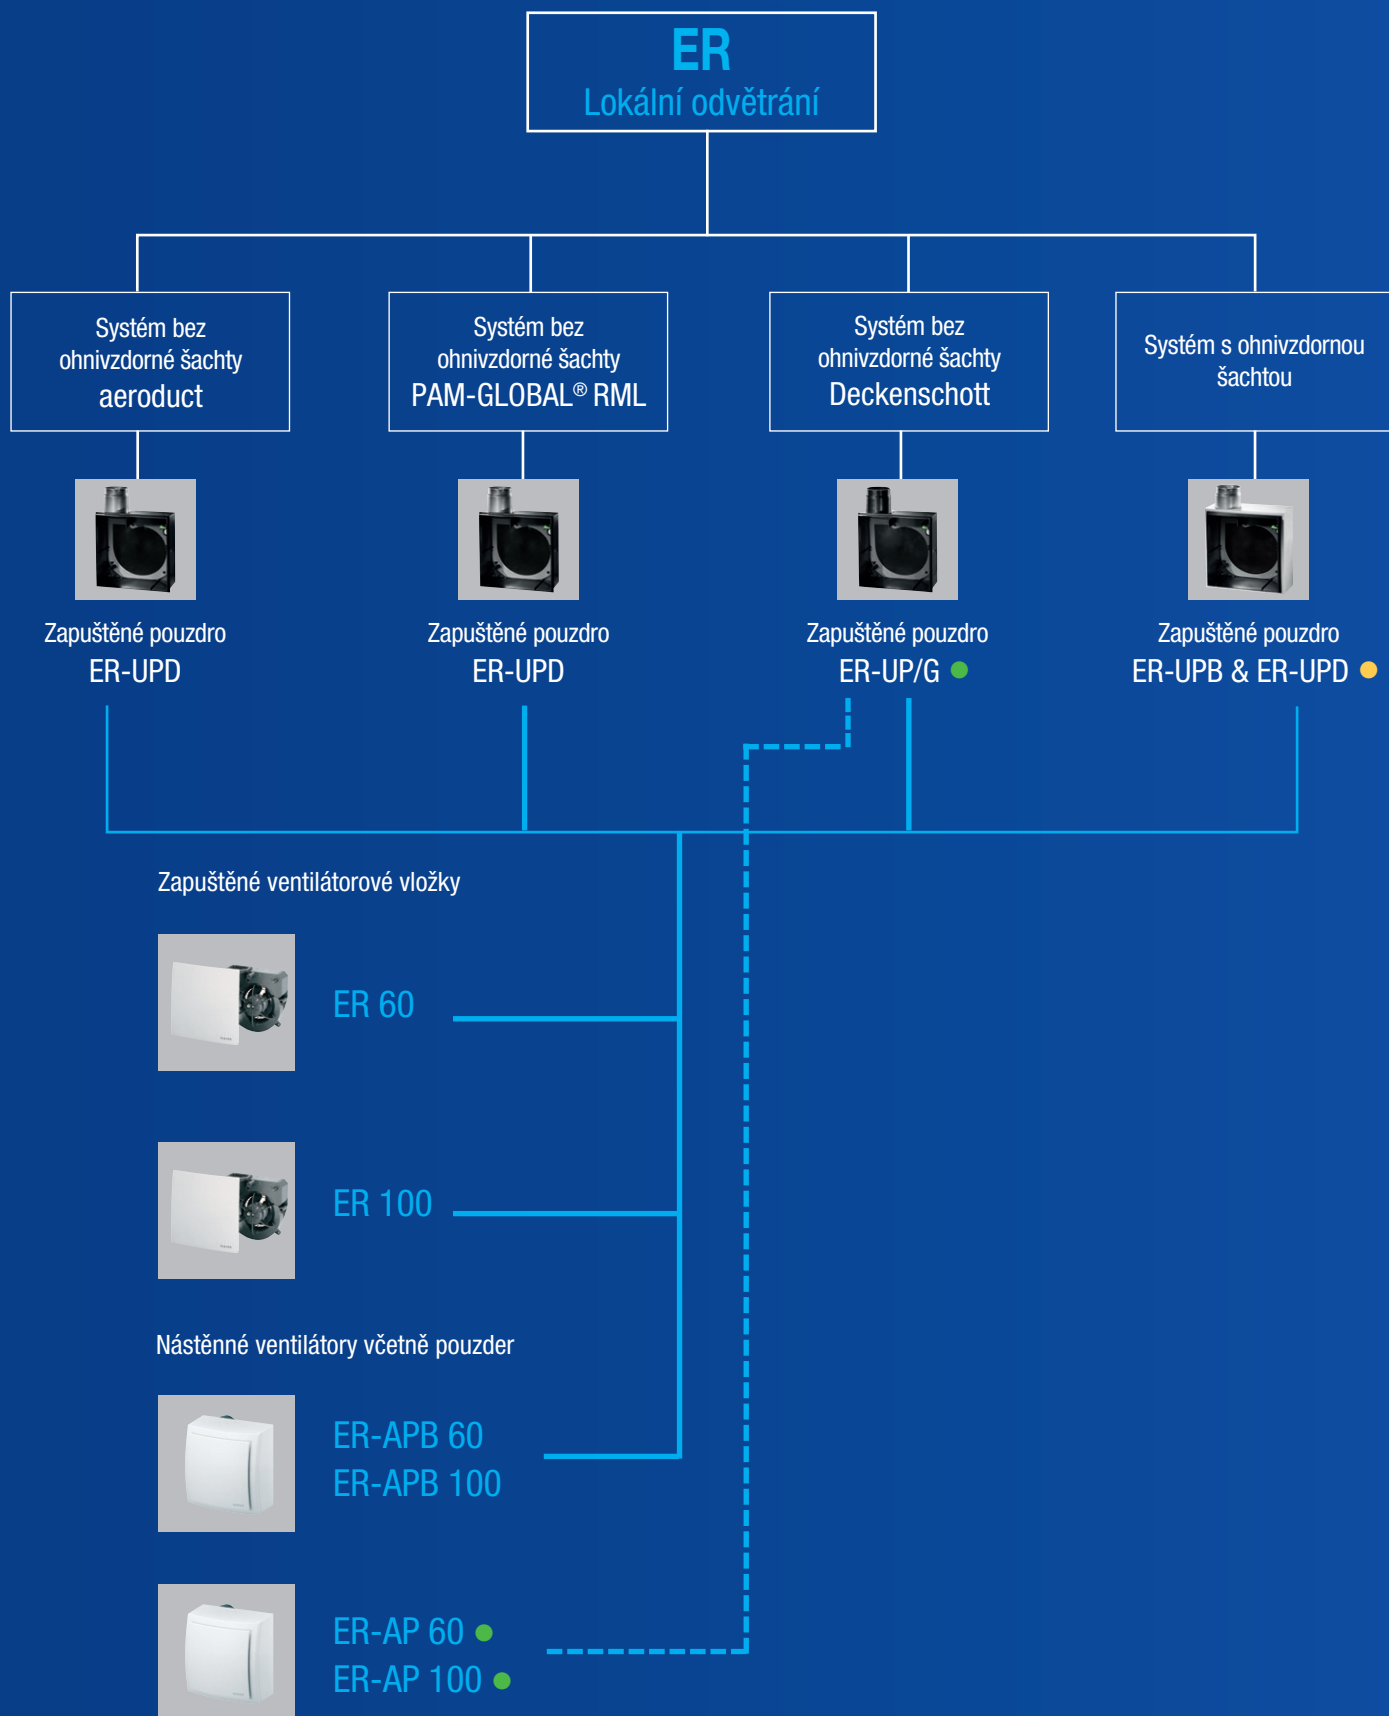 ER
Lokální odvětrání
Systém bez
ohnivzdorné šachty
aeroduct
Systém bez
ohnivzdorné šachty
PAM-GLOBAL® RML
Systém bez
ohnivzdorné šachty
Deckenschott
Systém s ohnivzdornou
šachtou
Zapuštěné pouzdro
ER-UPD
Zapuštěné pouzdro
ER-UPD
Zapuštěné pouzdro
ER-UP/G
Zapuštěné pouzdro
ER-UPB & ER-UPD
Zapuštěné ventilátorové vložky
ER 60
ER 100
Nástěnné ventilátory včetně pouzder
ER-APB 60
ER-APB 100
ER-AP 60
ER-AP 100